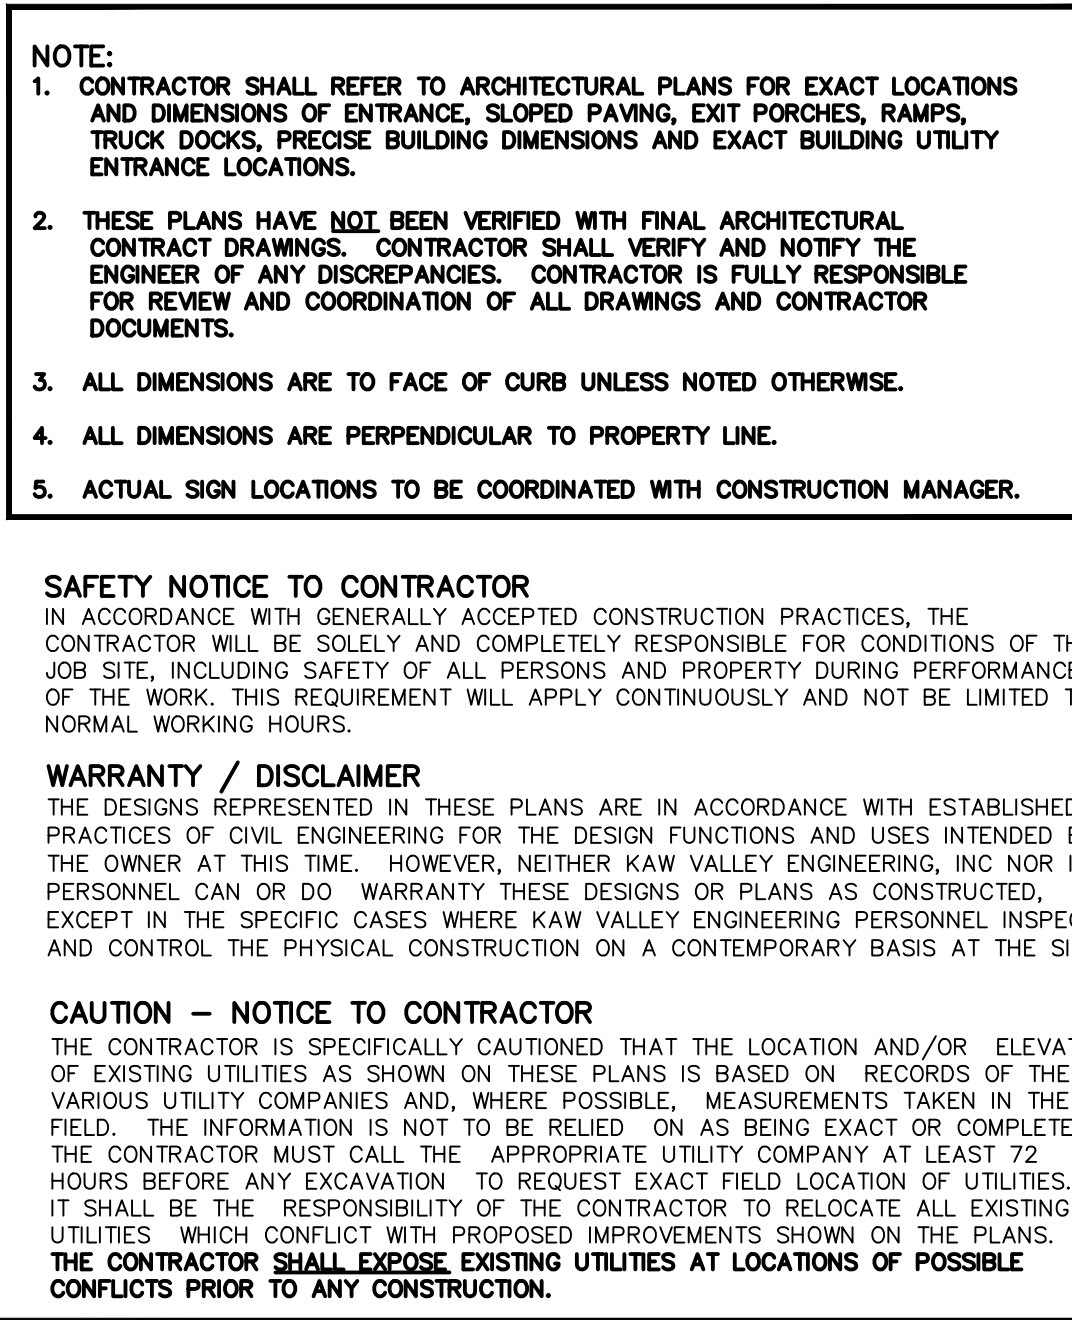 NOTE:
1. CONTRACTOR SHALL REFER TO ARCHITECTURAL PLANS FOR EXACT LOCATIONS
AND DIMENSIONS OF ENTRANCE, SLOPED PAVING, EXIT PORCHES, RAMPS,
TRUCK DOCKS, PRECISE BUILDING DIMENSIONS AND EXACT BUILDING UTILITY
ENTRANCE LOCATIONS.
2. THESE PLANS HAVE NOT BEEN VERIFIED WITH FINAL ARCHITECTURAL
CONTRACT DRAWINGS. CONTRACTOR SHALL VERIFY AND NOTIFY THE
ENGINEER OF ANY DISCREPANCIES. CONTRACTOR IS FULLY RESPONSIBLE
FOR REVIEW AND COORDINATION OF ALL DRAWINGS AND CONTRACTOR
DOCUMENTS.
3. ALL DIMENSIONS ARE TO FACE OF CURB UNLESS NOTED OTHERWISE.
4. ALL DIMENSIONS ARE PERPENDICULAR TO PROPERTY LINE.
5. ACTUAL SIGN LOCATIONS TO BE COORDINATED WITH CONSTRUCTION MANAGER.
SAFETY NOTICE TO CONTRACTOR
IN ACCORDANCE WITH GENERALLY ACCEPTED CONSTRUCTION PRACTICES, THE
CONTRACTOR WILL BE SOLELY AND COMPLETELY RESPONSIBLE FOR CONDITIONS OF
JOB SITE, INCLUDING SAFETY OF ALL PERSONS AND PROPERTY DURING PERFORMANCE
OF THE WORK. THIS REQUIREMENT WILL APPLY CONTINUOUSLY AND NOT BE LIMITED
NORMAL WORKING HOURS.
WARRANTY / DISCLAIMER
THE DESIGNS REPRESENTED IN THESE PLANS ARE IN ACCORDANCE WITH ESTABLISHED
PRACTICES OF CIVIL ENGINEERING FOR THE DESIGN FUNCTIONS AND USES INTENDED
THE OWNER AT THIS TIME. HOWEVER, NEITHER KAW VALLEY ENGINEERING, INC NOR
PERSONNEL CAN OR DO WARRANTY THESE DESIGNS OR PLANS AS CONSTRUCTED,
EXCEPT IN THE SPECIFIC CASES WHERE KAW VALLEY ENGINEERING PERSONNEL
AND CONTROL THE PHYSICAL CONSTRUCTION ON A CONTEMPORARY BASIS AT THE
CAUTION – NOTICE TO CONTRACTOR
THE CONTRACTOR IS SPECIFICALLY CAUTIONED THAT THE LOCATION AND/OR
OF EXISTING UTILITIES AS SHOWN ON THESE PLANS IS BASED ON RECORDS OF THE
VARIOUS UTILITY COMPANIES AND, WHERE POSSIBLE, MEASUREMENTS TAKEN IN THE
FIELD. THE INFORMATION IS NOT TO BE RELIED ON AS BEING EXACT OR COMPLETE
THE CONTRACTOR MUST CALL THE APPROPRIATE UTILITY COMPANY AT LEAST 72
HOURS BEFORE ANY EXCAVATION TO REQUEST EXACT FIELD LOCATION OF UTILITIES.
IT SHALL BE THE RESPONSIBILITY OF THE CONTRACTOR TO RELOCATE ALL EXISTING
UTILITIES WHICH CONFLICT WITH PROPOSED IMPROVEMENTS SHOWN ON THE PLANS.
THE CONTRACTOR SHALL EXPOSE EXISTING UTILITIES AT LOCATIONS OF POSSIBLE
CONFLICTS PRIOR TO ANY CONSTRUCTION.